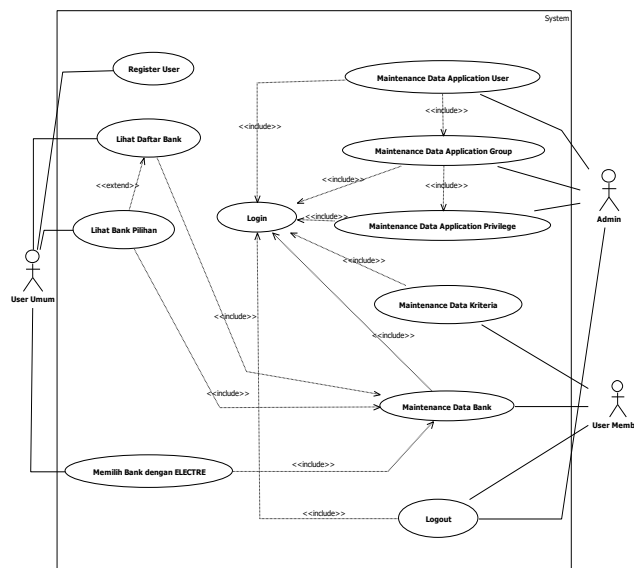 System
Register User
Maintenance Data Application User
<<include>>
<<include>>
Lihat Daftar Bank
Maintenance Data Application Group
<<include>>
<<include>>
<<extend>>
Login
<<include>>
Maintenance Data Application Privilege
Admin
Lihat Bank Pilihan
User Umum
<<include>>
Maintenance Data Kriteria
<<include>>
<<include>>
<<include>>
Maintenance Data Bank
User Memb
Memilih Bank dengan ELECTRE
<<include>>
<<include>>
Logout